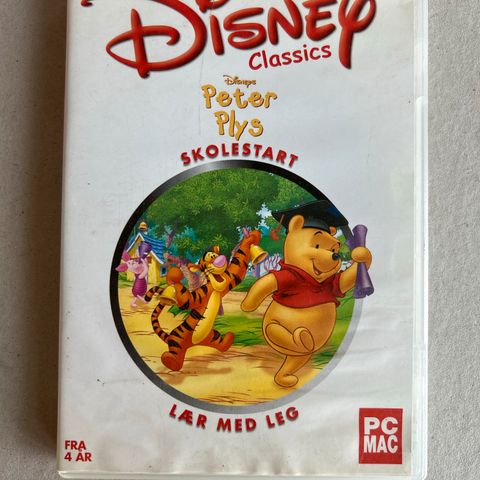 DISNEY
Classics
Disneys
Peter
Plys
SKOLESTART
LÆR MED LEG
FRA
4 ÅR
PC
MAC